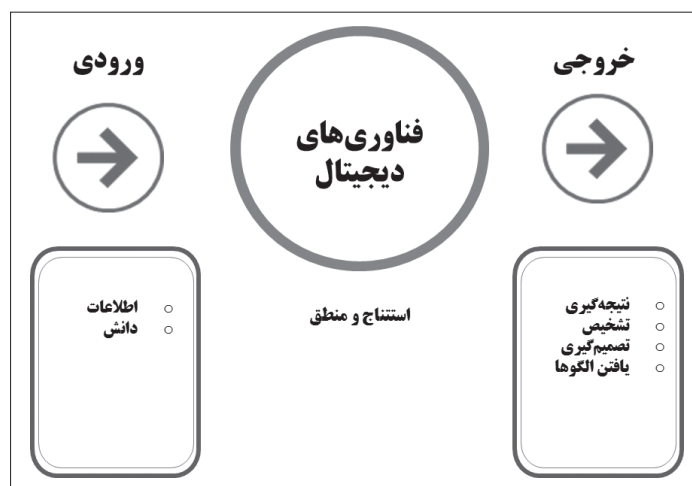 ورودی
فناوری‌های
دیجیتال
خروجی
اطلاعات
دانش
استنتاج و منطق
نتیجه‌گیری
تشخیص
تصمیم‌گیری
یافتن الگوها